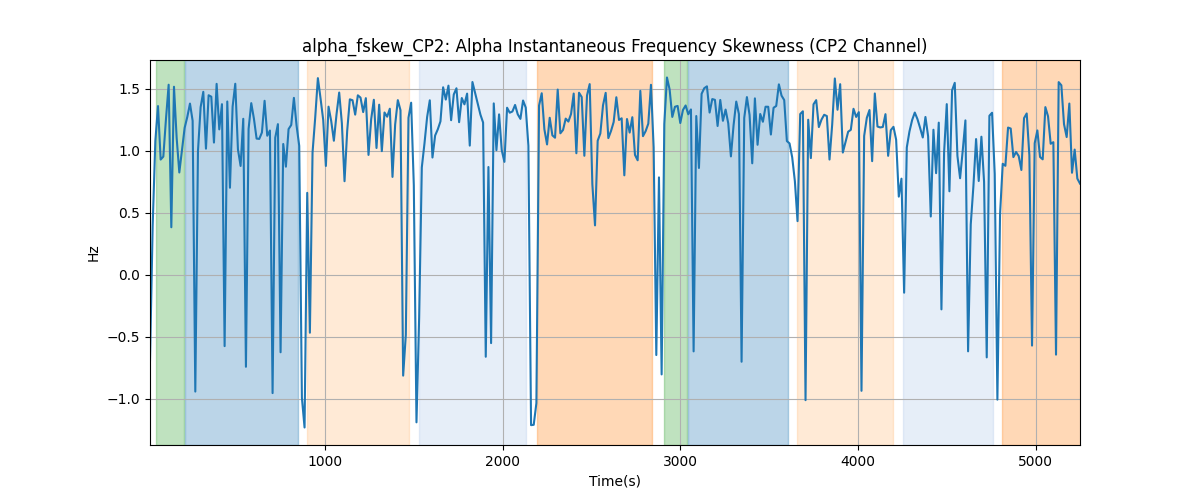 alpha_fskew_CP2: Alpha Instantaneous Frequency Skewness (CP2 Channel)
1.5
1.0
0.5
0.0
−0.5
−1.0
Hz
1000 2000 3000 4000 5000
Time(s)